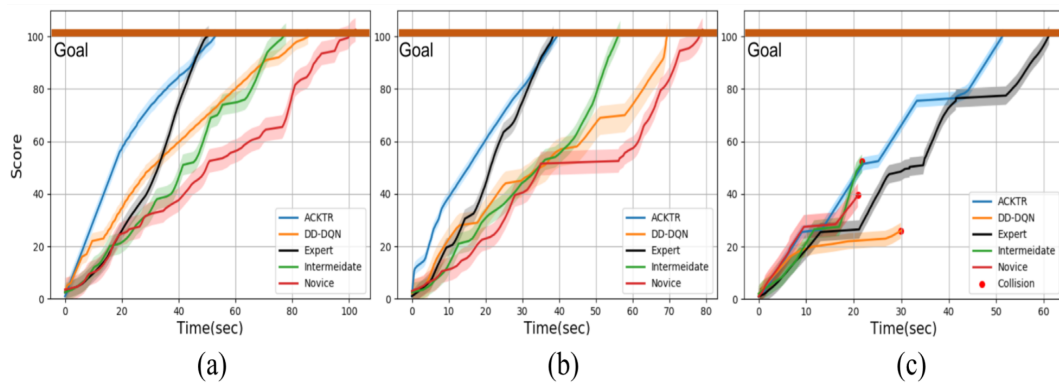 Goal
100
80
60
40
20
0
Score
ACKTR
DD-DQN
Expert
Intermeidate
Novice
0 20 40 60 80 100
Time(sec)
(a)
Goal
100
80
60
40
20
0
ACKTR
DD-DQN
Expert
Intermeidate
Novice
0 10 20 30 40 50 60 70 80
Time(sec)
(b)
Goal
100
80
60
40
20
0
ACKTR
DD-DQN
Expert
Intermeidate
Novice
Collision
0 10 20 30 40 50 60
Time(sec)
(c)